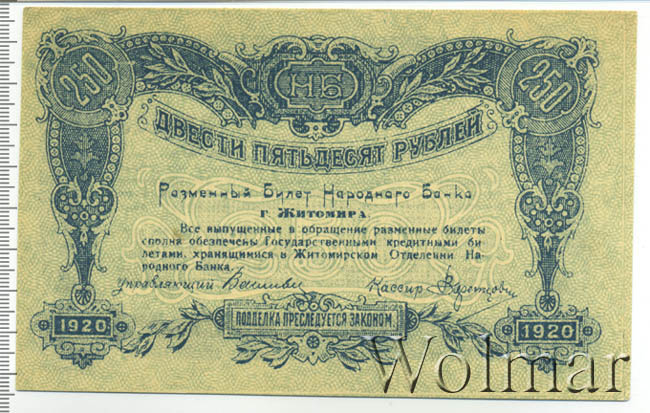 250 НБ 250
ДВЕСТИ ПЯТЬДЕСЯТ РУБЛЕЙ
Разменный Билет Народного Банка
г. Житомира.
Все выпущенные в обращение разменные билеты
сполна обеспечены Государственными кредитными би-
летами, хранящимися в Житомирском Отделении На-
родного Банка.
Управляющий
Кассир
1920 ПОДДЕЛКА ПРЕСЛЕДУЕТСЯ ЗАКОНОМ. 1920
Wolmar